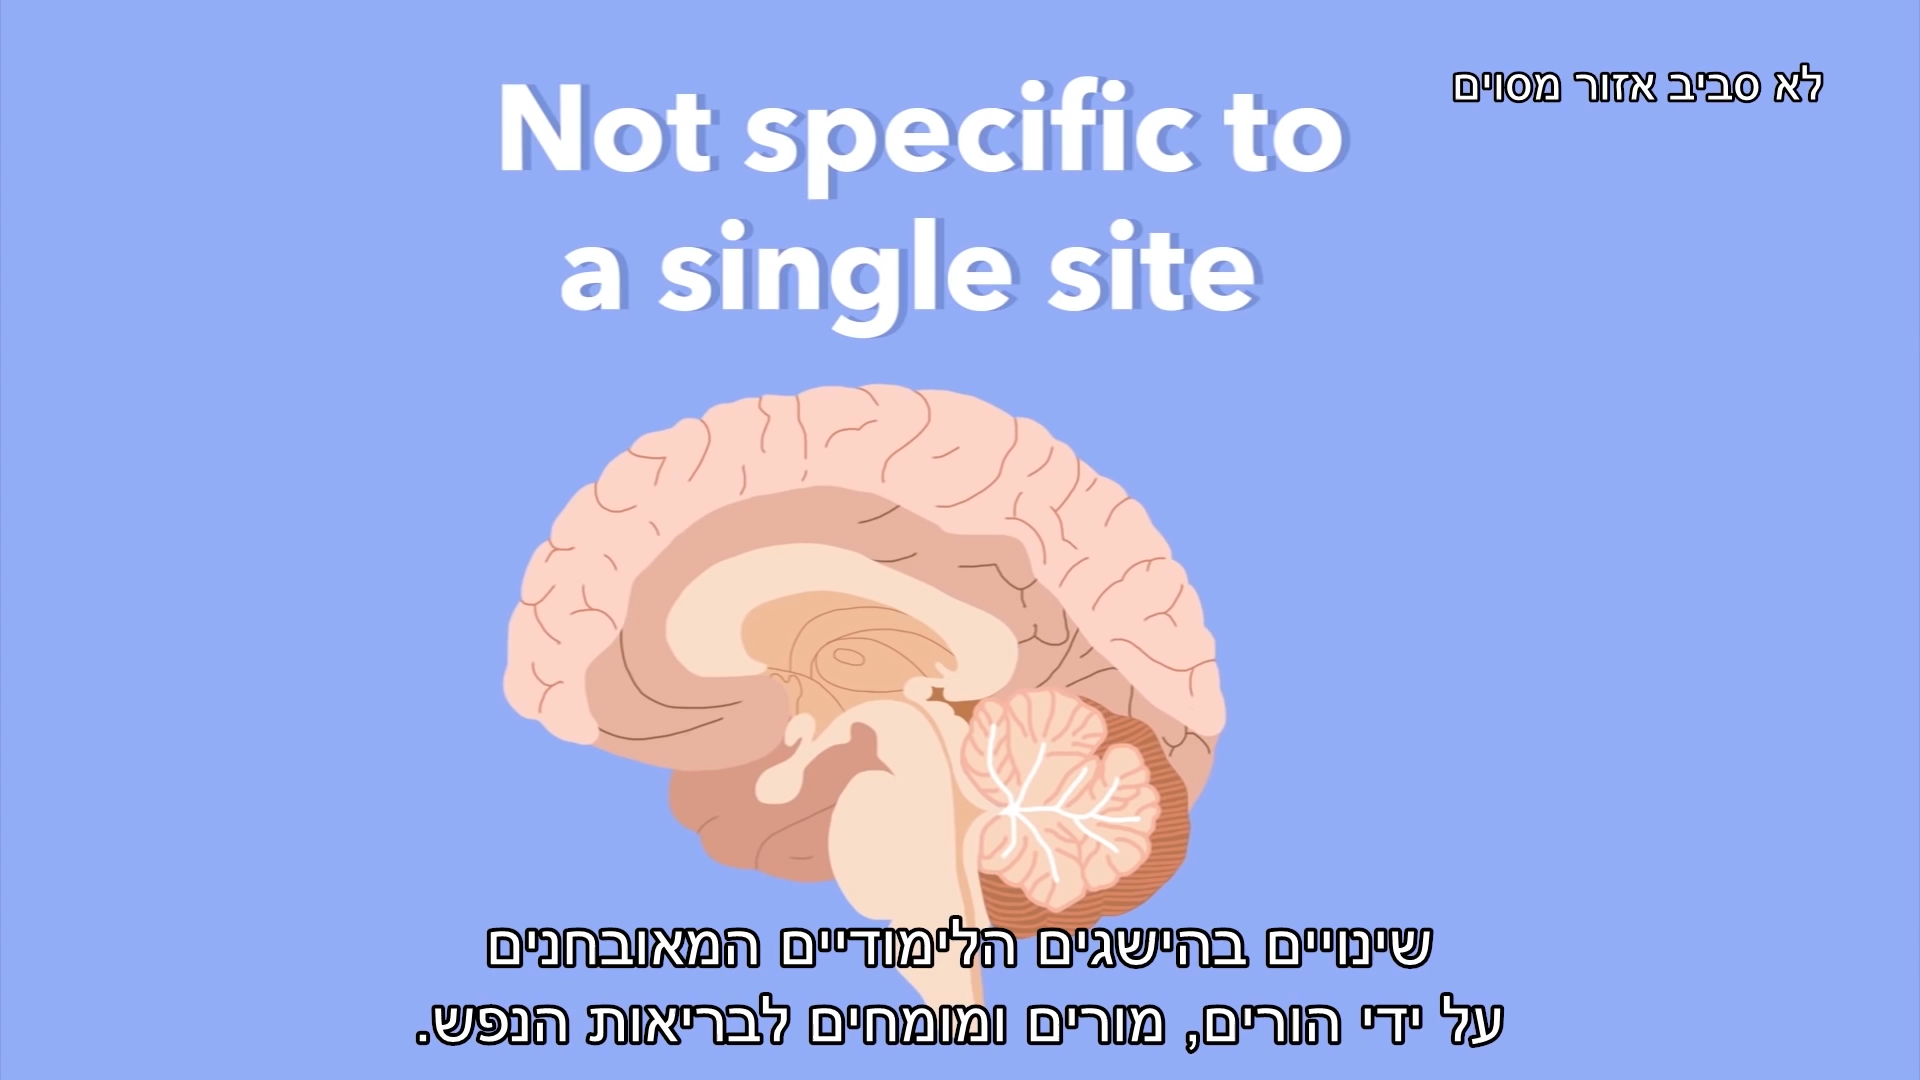 Not specific to
a single site
לא סביב אזור מסוים
שינויים בהישגים הלימודיים המאובחנים
על ידי הורים, מורים ומומחים לבריאות הנפש.